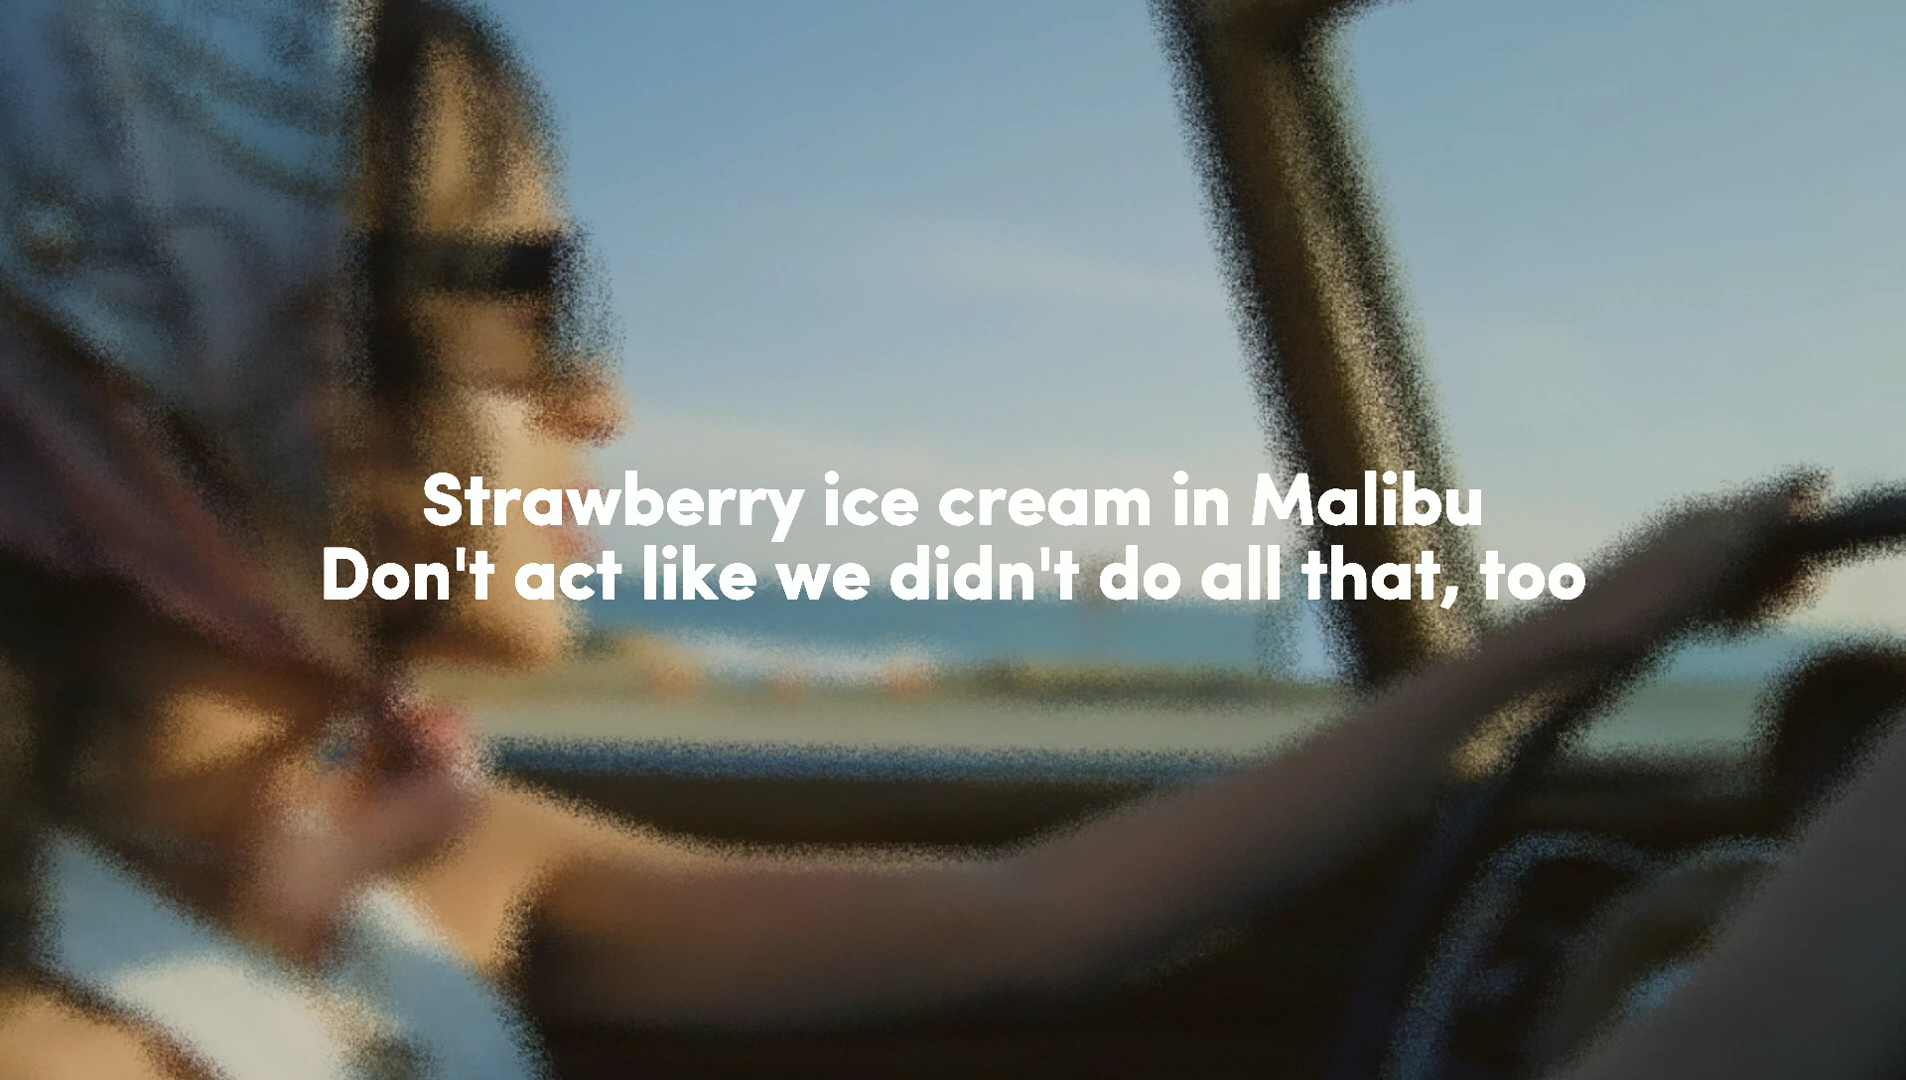 Strawberry ice cream in Malibu
Don't act like we didn't do all that, too